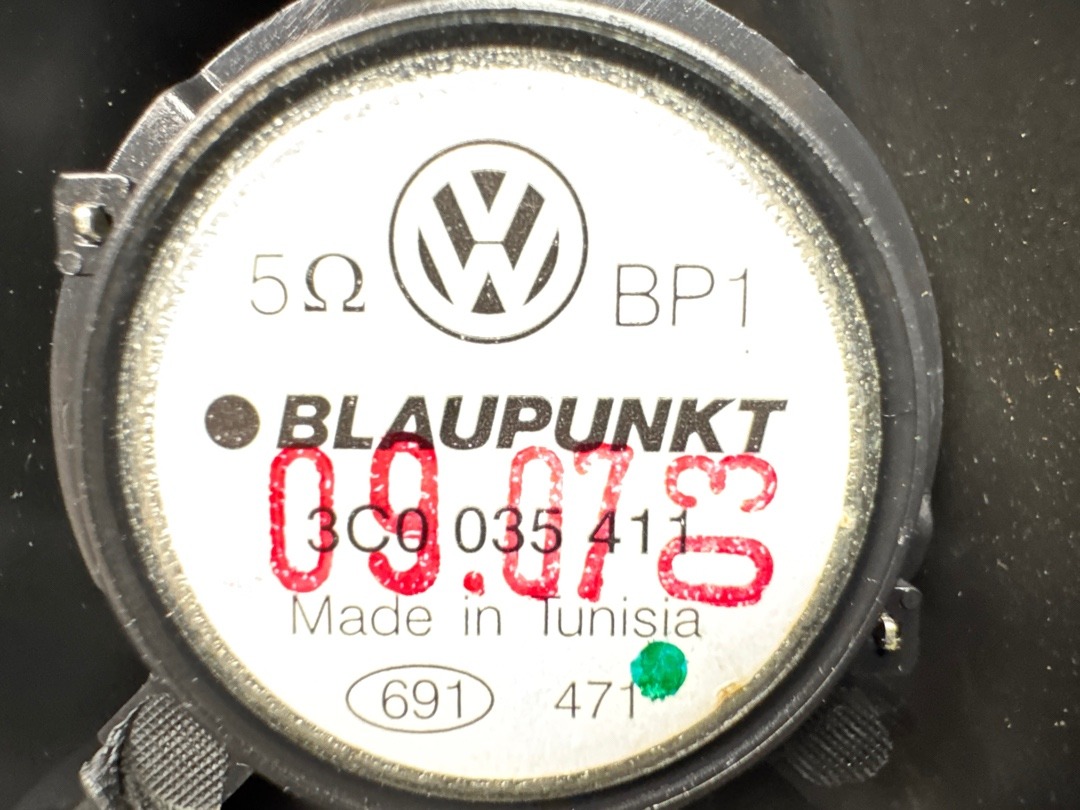 5Ω BP1
BLAUPUNKT
09.07 03
3C0 035 411
Made in Tunisia
691 471